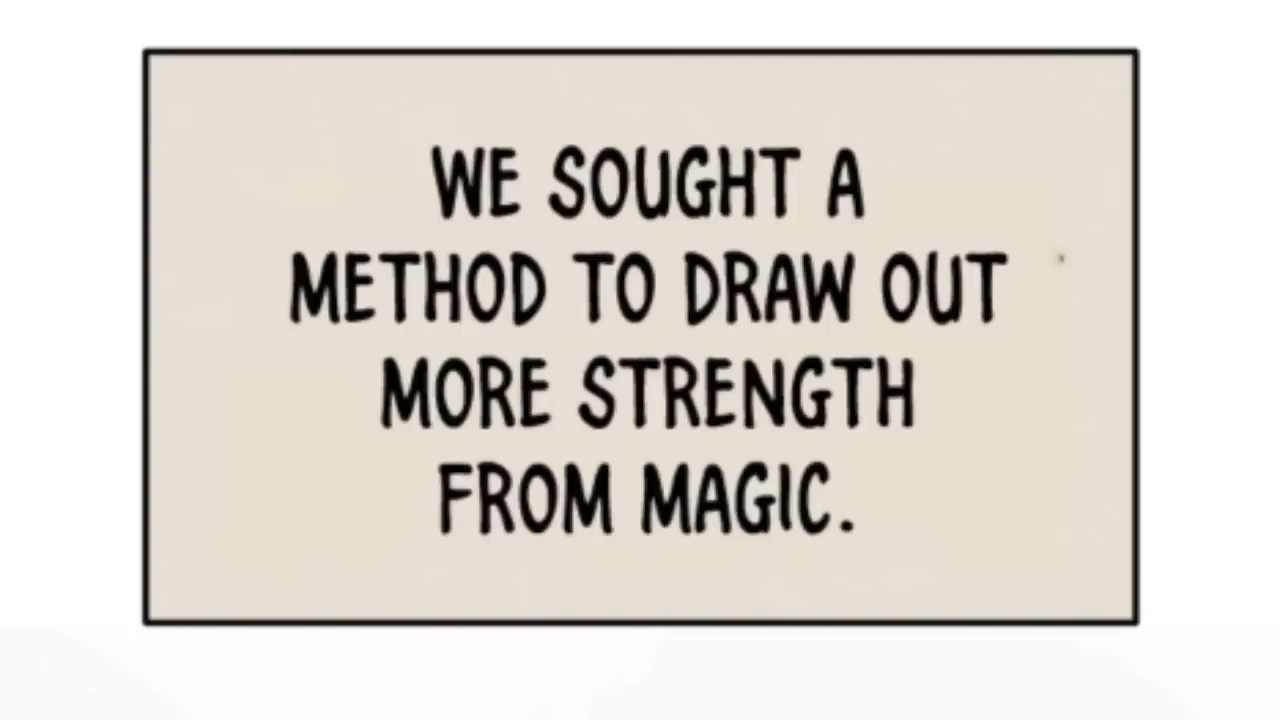 WE SOUGHT A
METHOD TO DRAW OUT
MORE STRENGTH
FROM MAGIC.